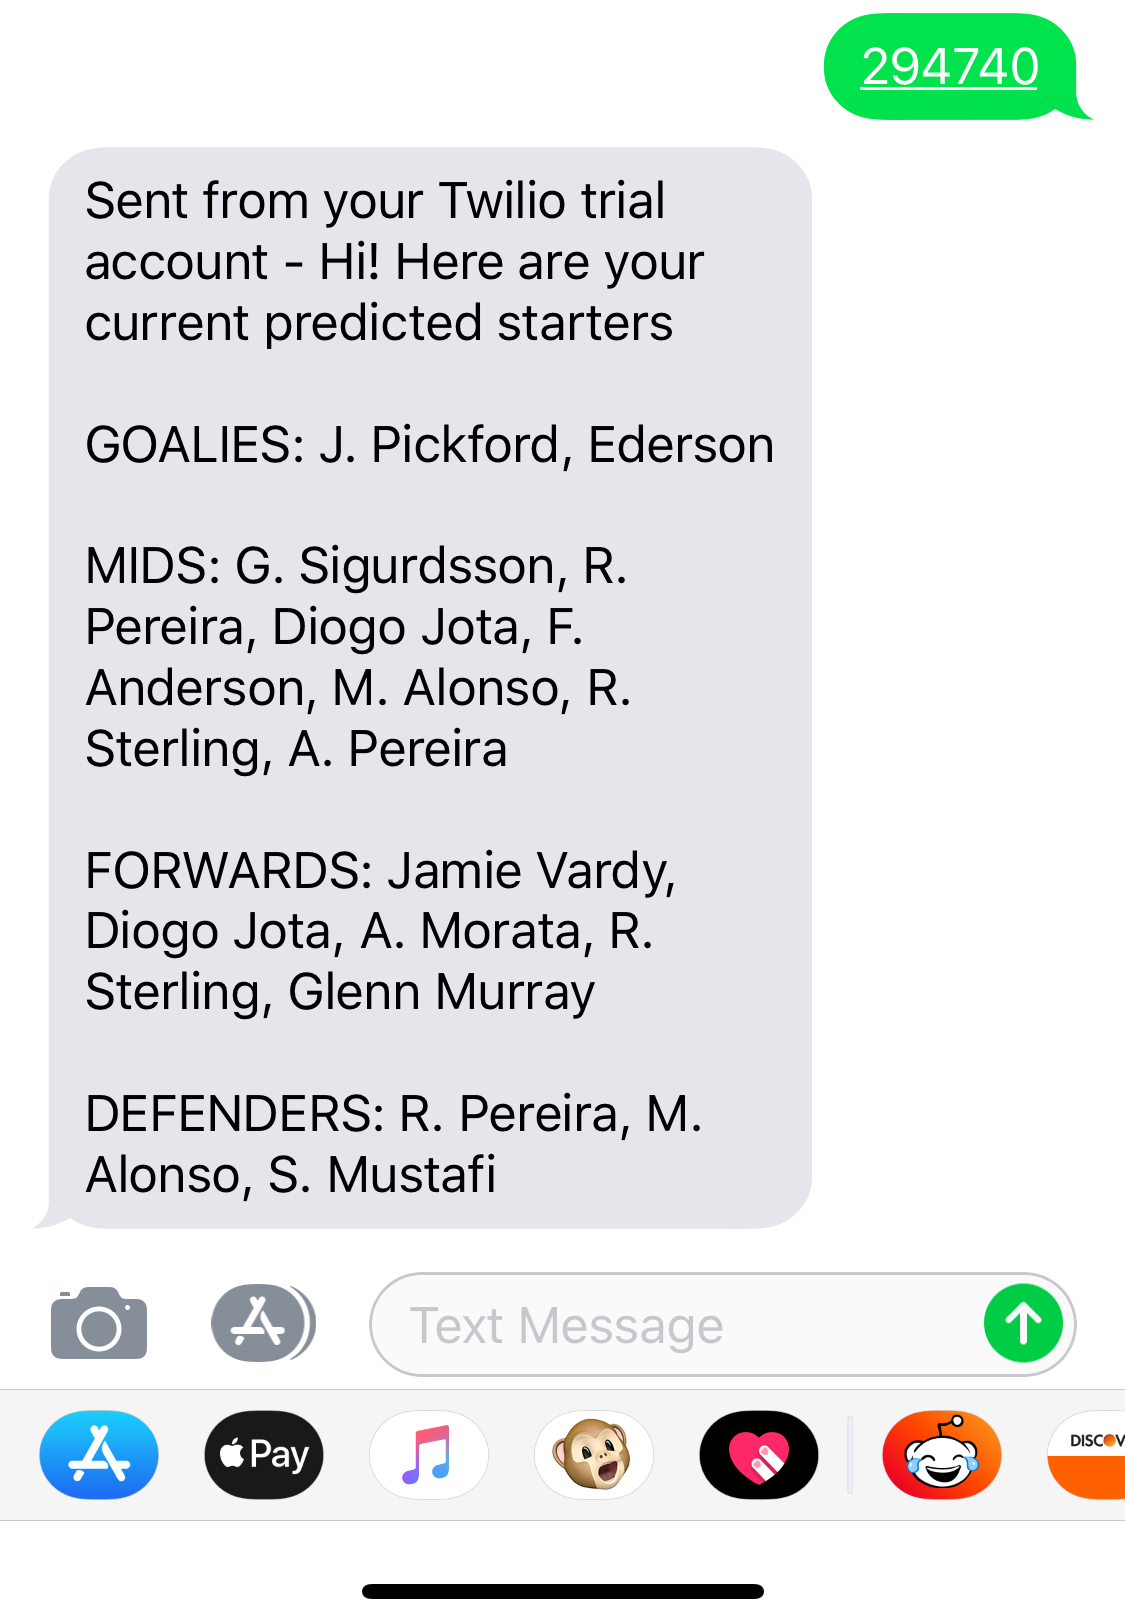 294740
Sent from your Twilio trial
account - Hi! Here are your
current predicted starters
GOALIES: J. Pickford, Ederson
MIDS: G. Sigurdsson, R.
Pereira, Diogo Jota, F.
Anderson, M. Alonso, R.
Sterling, A. Pereira
FORWARDS: Jamie Vardy,
Diogo Jota, A. Morata, R.
Sterling, Glenn Murray
DEFENDERS: R. Pereira, M.
Alonso, S. Mustafi
Text Message
Pay
DISCOV